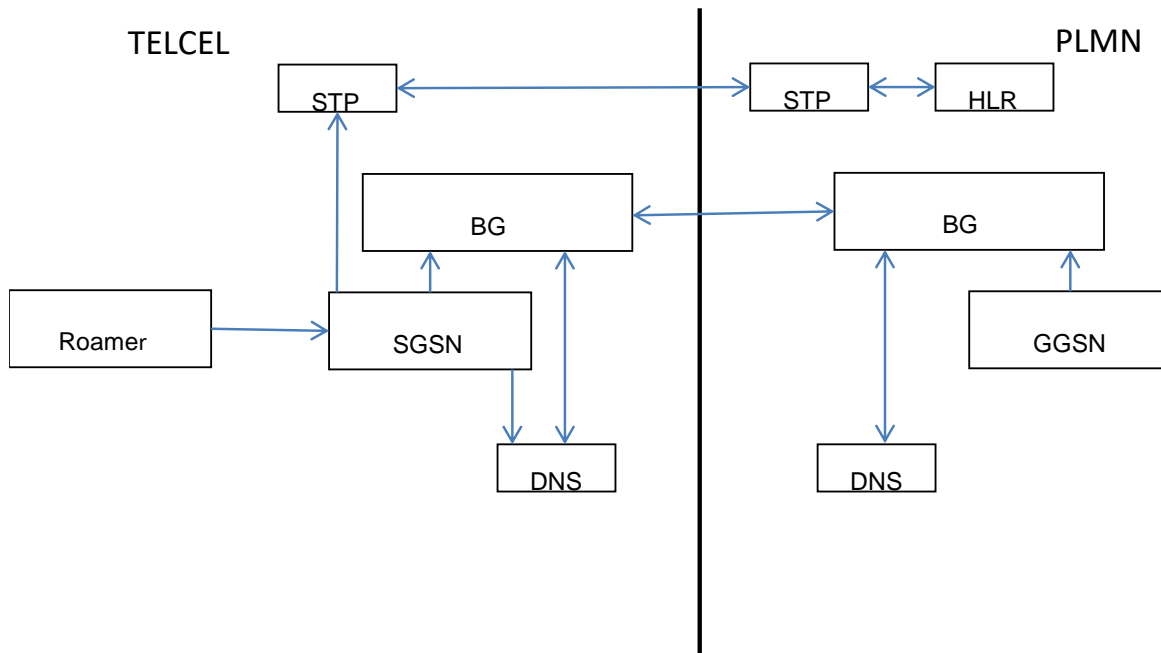 TELCEL
PLMN
STP
STP
HLR
BG
BG
Roamer
SGSN
GGSN
DNS
DNS